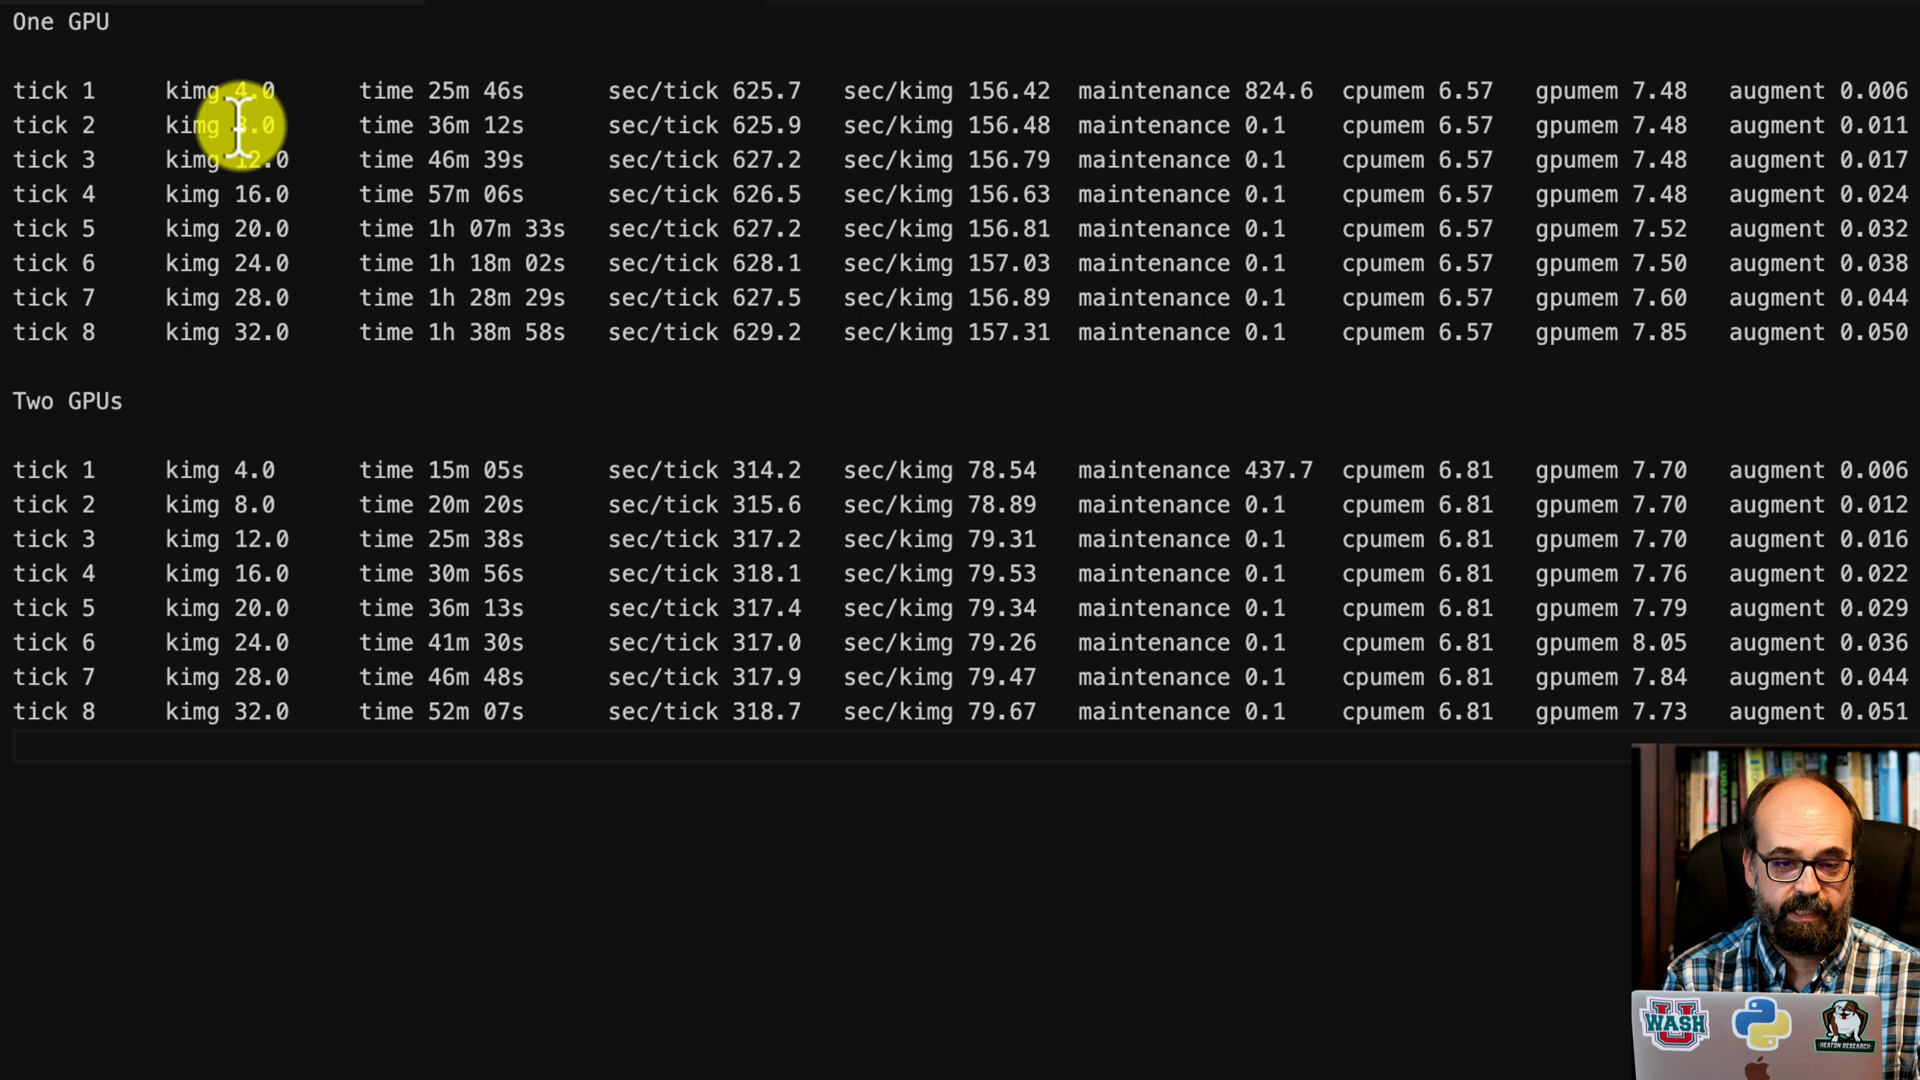 One GPU
tick 1 kimg 4.0 time 25m 46s sec/tick 625.7 sec/kimg 156.42 maintenance 824.6 cpumem 6.57 gpumem 7.48 augment 0.006
tick 2 kimg 8.0 time 36m 12s sec/tick 625.9 sec/kimg 156.48 maintenance 0.1 cpumem 6.57 gpumem 7.48 augment 0.011
tick 3 kimg 12.0 time 46m 39s sec/tick 627.2 sec/kimg 156.79 maintenance 0.1 cpumem 6.57 gpumem 7.48 augment 0.017
tick 4 kimg 16.0 time 57m 06s sec/tick 626.5 sec/kimg 156.63 maintenance 0.1 cpumem 6.57 gpumem 7.48 augment 0.024
tick 5 kimg 20.0 time 1h 07m 33s sec/tick 627.2 sec/kimg 156.81 maintenance 0.1 cpumem 6.57 gpumem 7.52 augment 0.032
tick 6 kimg 24.0 time 1h 18m 02s sec/tick 628.1 sec/kimg 157.03 maintenance 0.1 cpumem 6.57 gpumem 7.50 augment 0.038
tick 7 kimg 28.0 time 1h 28m 29s sec/tick 627.5 sec/kimg 156.89 maintenance 0.1 cpumem 6.57 gpumem 7.60 augment 0.044
tick 8 kimg 32.0 time 1h 38m 58s sec/tick 629.2 sec/kimg 157.31 maintenance 0.1 cpumem 6.57 gpumem 7.85 augment 0.050
Two GPUs
tick 1 kimg 4.0 time 15m 05s sec/tick 314.2 sec/kimg 78.54 maintenance 437.7 cpumem 6.81 gpumem 7.70 augment 0.006
tick 2 kimg 8.0 time 20m 20s sec/tick 315.6 sec/kimg 78.89 maintenance 0.1 cpumem 6.81 gpumem 7.70 augment 0.012
tick 3 kimg 12.0 time 25m 38s sec/tick 317.2 sec/kimg 79.31 maintenance 0.1 cpumem 6.81 gpumem 7.70 augment 0.016
tick 4 kimg 16.0 time 30m 56s sec/tick 318.1 sec/kimg 79.53 maintenance 0.1 cpumem 6.81 gpumem 7.76 augment 0.022
tick 5 kimg 20.0 time 36m 13s sec/tick 317.4 sec/kimg 79.34 maintenance 0.1 cpumem 6.81 gpumem 7.79 augment 0.029
tick 6 kimg 24.0 time 41m 30s sec/tick 317.0 sec/kimg 79.26 maintenance 0.1 cpumem 6.81 gpumem 8.05 augment 0.036
tick 7 kimg 28.0 time 46m 48s sec/tick 317.9 sec/kimg 79.47 maintenance 0.1 cpumem 6.81 gpumem 7.84 augment 0.044
tick 8 kimg 32.0 time 52m 07s sec/tick 318.7 sec/kimg 79.67 maintenance 0.1 cpumem 6.81 gpumem 7.73 augment 0.051
U
WASH
HEATON RESEARCH